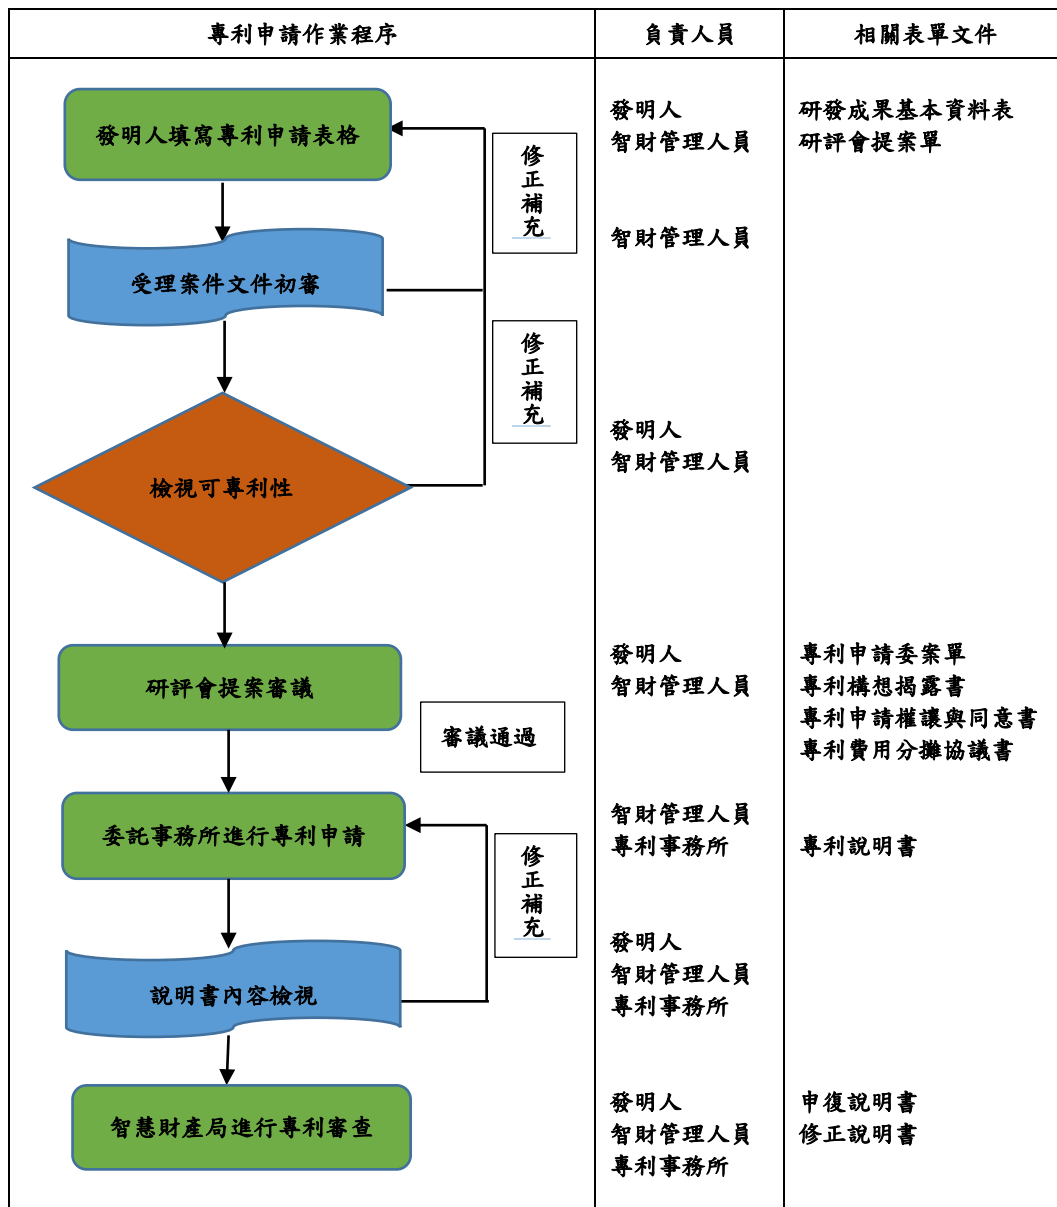 專利申請作業程序
負責人員
相關表單文件
發明人填寫專利申請表格
修正補充
發明人
智財管理人員
研發成果基本資料表
研評會提案單
受理案件文件初審
智財管理人員
修正補充
檢視可專利性
發明人
智財管理人員
研評會提案審議
發明人
智財管理人員
專利申請委案單
專利構想揭露書
專利申請權讓與同意書
專利費用分攤協議書
審議通過
委託事務所進行專利申請
修正補充
智財管理人員
專利事務所
專利說明書
說明書內容檢視
發明人
智財管理人員
專利事務所
智慧財產局進行專利審查
發明人
智財管理人員
專利事務所
申復說明書
修正說明書